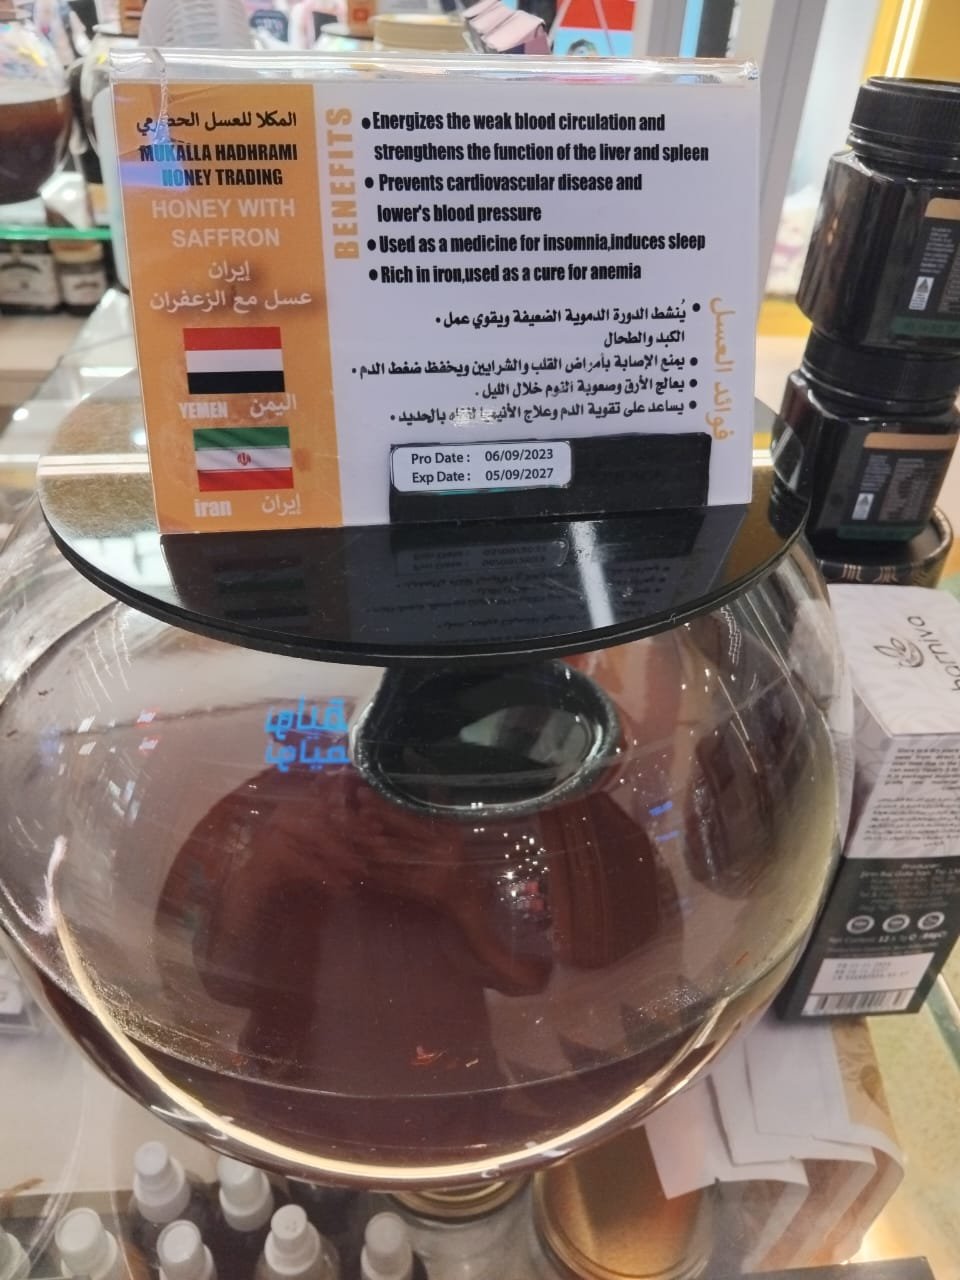 المكلا للعسل الحضرمي
MUKALLA HADHRAMI
HONEY TRADING
HONEY WITH
SAFFRON
إيران
عسل مع الزعفران
YEMEN اليمن
iran إيران
BENEFITS
●Energizes the weak blood circulation and
strengthens the function of the liver and spleen
● Prevents cardiovascular disease and
lower's blood pressure
●Used as a medicine for insomnia,induces sleep
●Rich in iron,used as a cure for anemia
فوائد العسل
● يُنشط الدورة الدموية الضعيفة ويقوي عمل .
الكبد والطحال
● يمنع الإصابة بأمراض القلب والشرايين ويخفظ ضغط الدم .
● يعالج الأرق وصعوبة النوم خلال الليل .
● يساعد على تقوية الدم وعلاج الأنيميا بالحديد .
Pro Date : 06/09/2023
Exp Date : 05/09/2027
barniva